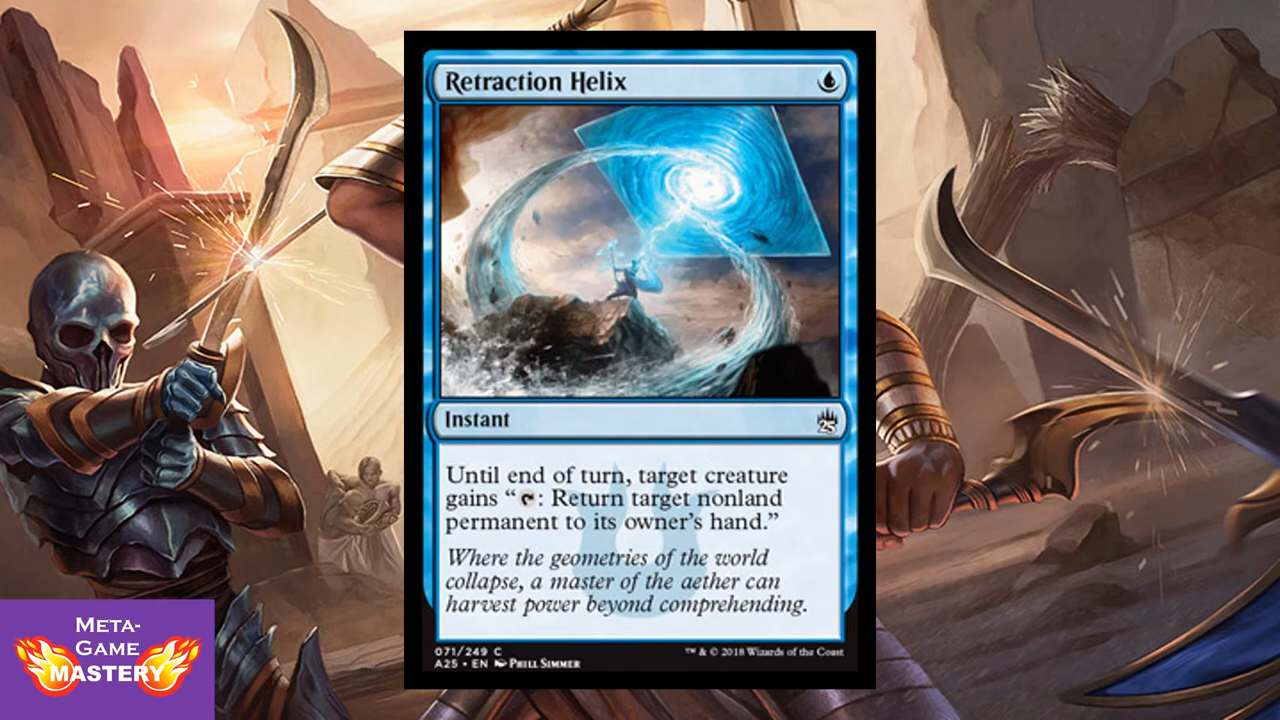 Retraction Helix
Instant
25
Until end of turn, target creature
gains “: Return target nonland
permanent to its owner’s hand.”
Where the geometries of the world
collapse, a master of the aether can
harvest power beyond comprehending.
071/249 C
A25 • EN Phill Simmer
™ & © 2018 Wizards of the Coast
Meta-
Game
MASTERY